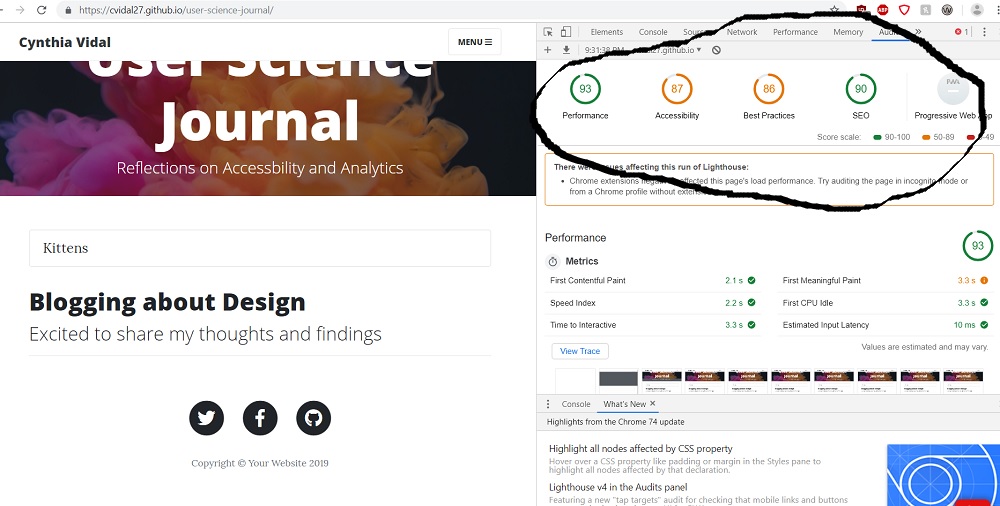 https://cvidal27.github.io/user-science-journal/
ABP
Cynthia Vidal
MENU
User Science
Journal
Reflections on Accessbility and Analytics
Kittens
Blogging about Design
Excited to share my thoughts and findings
Copyright © Your Website 2019
Elements Console Network Performance Memory » 1
9:31:38 PM
93 87 86 90
Performance Accessibility Best Practices SEO Progressive Web App
Score scale: 90-100 50-89 0-49
There were issues affecting this run of Lighthouse:
• Chrome extensions negatively affected this page's load performance. Try auditing the page in incognito mode or
from a Chrome profile without extensions.
Performance
93
Metrics
First Contentful Paint 2.1 s First Meaningful Paint 3.3 s
Speed Index 2.2 s First CPU Idle 3.3 s
Time to Interactive 3.3 s Estimated Input Latency 10 ms
View Trace
Values are estimated and may vary.
Console What's New ×
Highlights from the Chrome 74 update
Highlight all nodes affected by CSS property
Hover over a CSS property like padding or margin in the Styles pane to
highlight all nodes affected by that declaration.
Lighthouse v4 in the Audits panel
Featuring a new "tap targets" audit for checking that mobile links and buttons